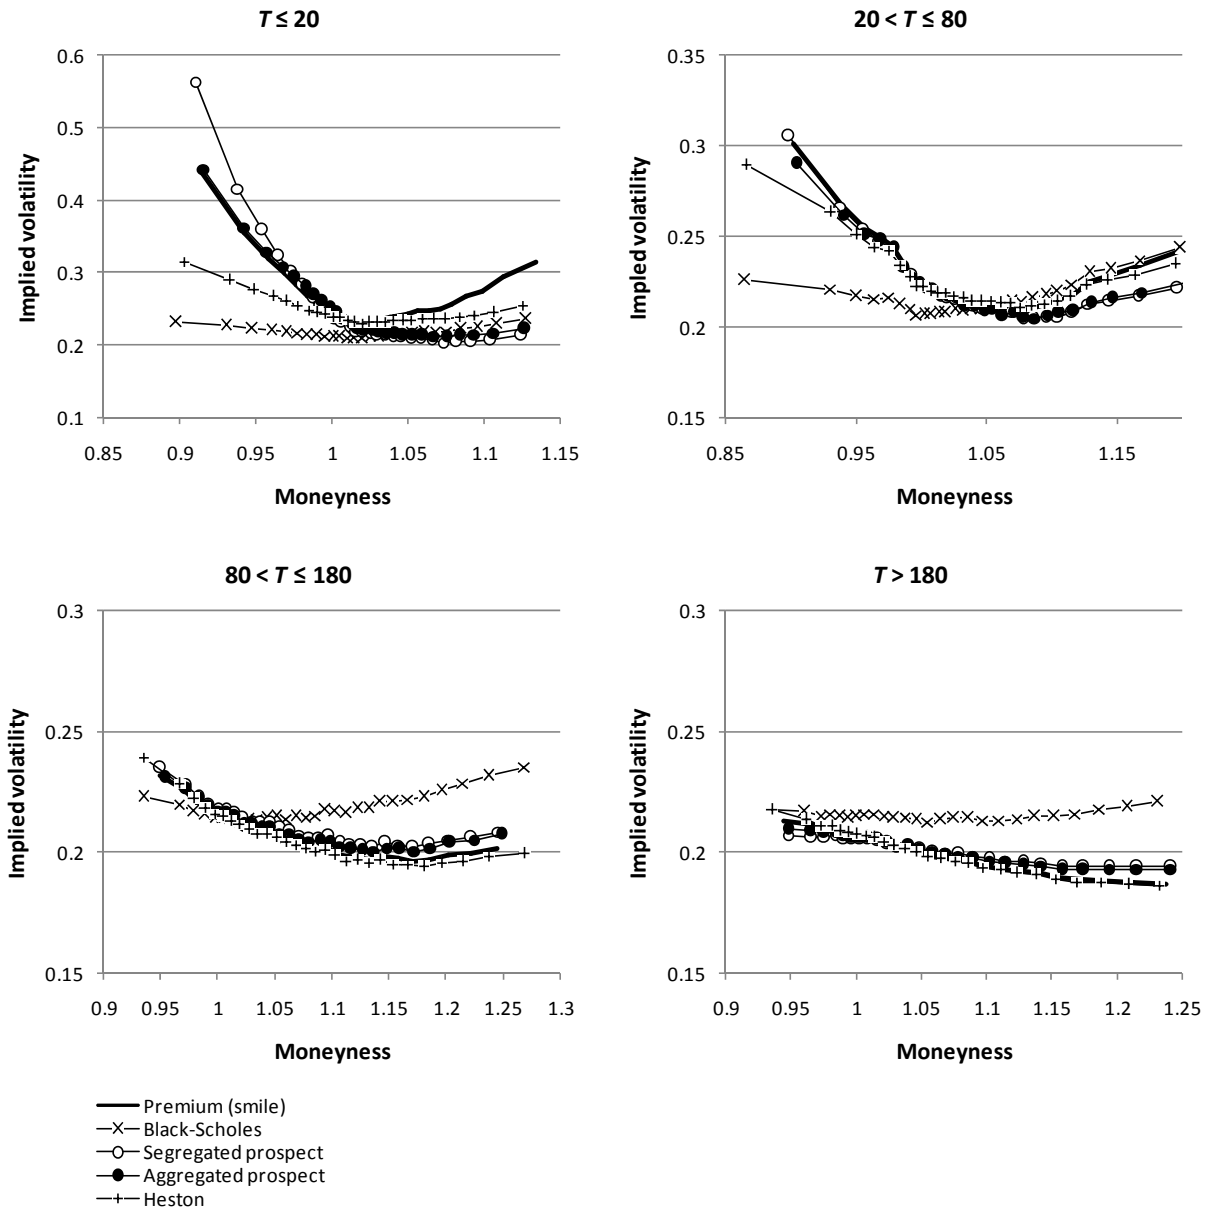 T ≤ 20
0.6
0.5
0.4
0.3
0.2
0.1
Implied volatility
0.85 0.9 0.95 1 1.05 1.1 1.15
Moneyness
20 < T ≤ 80
0.35
0.3
0.25
0.2
0.15
Implied volatility
0.85 0.95 1.05 1.15
Moneyness
80 < T ≤ 180
0.3
0.25
0.2
0.15
Implied volatility
0.9 0.95 1 1.05 1.1 1.15 1.2 1.25 1.3
Moneyness
T > 180
0.3
0.25
0.2
0.15
Implied volatility
0.9 0.95 1 1.05 1.1 1.15 1.2 1.25
Moneyness
Premium (smile)
Black-Scholes
Segregated prospect
Aggregated prospect
Heston